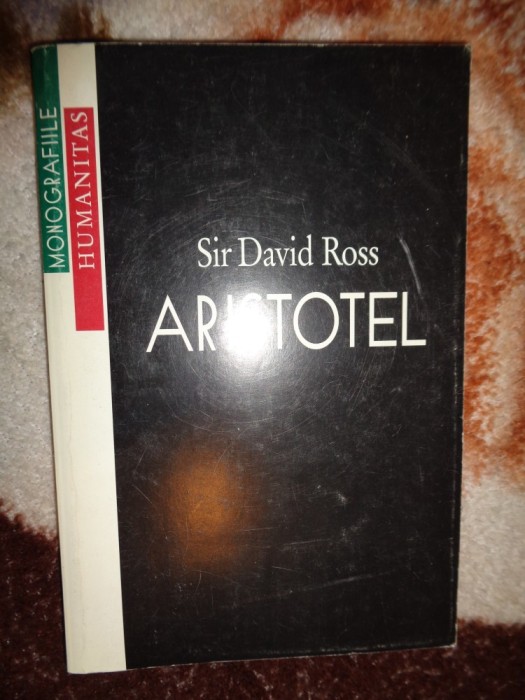 MONOGRAFIILE
HUMANITAS
Sir David Ross
ARISTOTEL